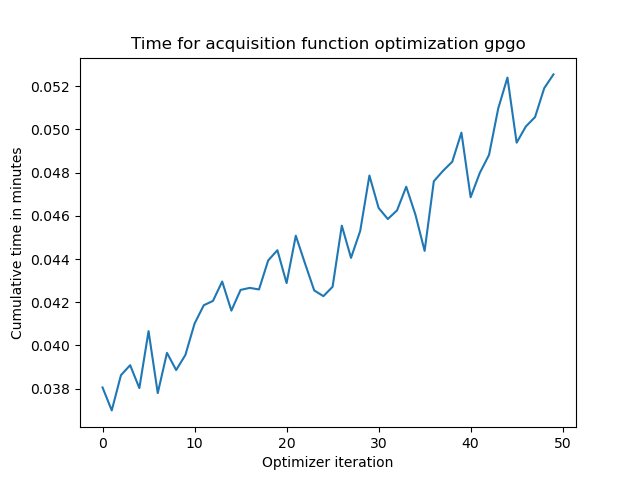 Time for acquisition function optimization gpgo
Cumulative time in minutes
0.052
0.050
0.048
0.046
0.044
0.042
0.040
0.038
0 10 20 30 40 50
Optimizer iteration